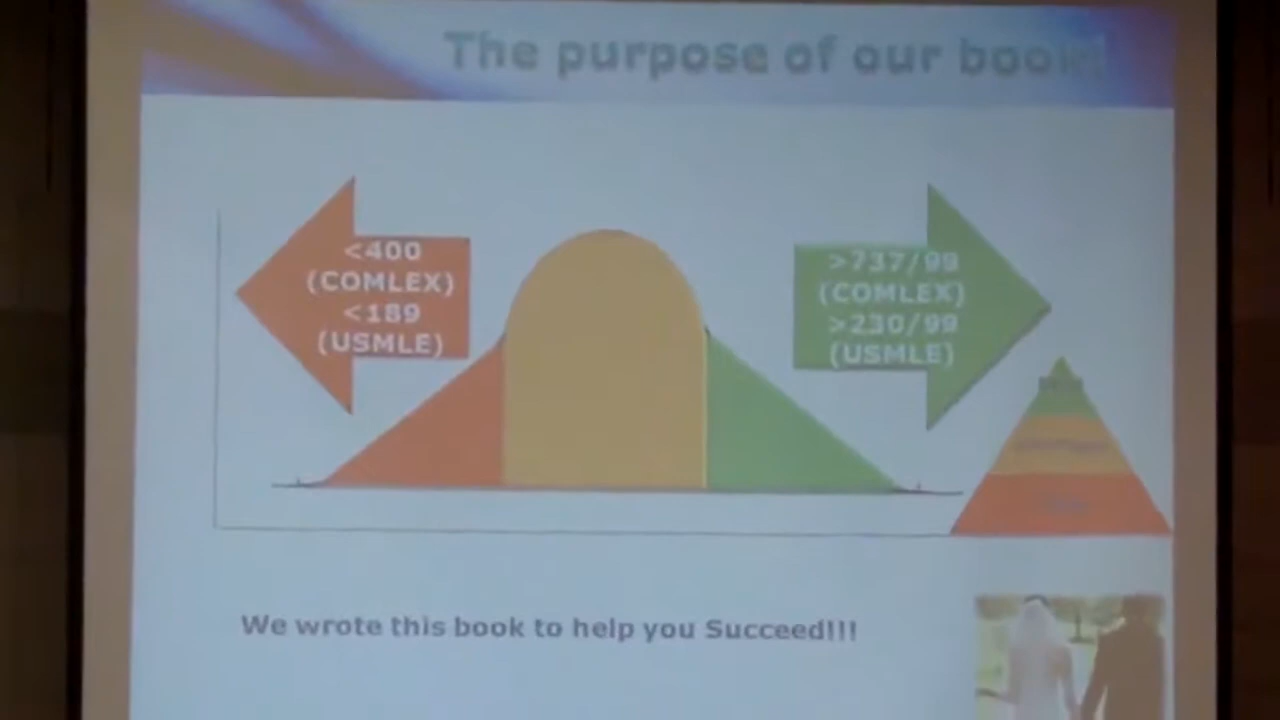 The purpose of our book!
<400
(COMLEX)
<189
(USMLE)
>737/99
(COMLEX)
>230/99
(USMLE)
We wrote this book to help you Succeed!!!